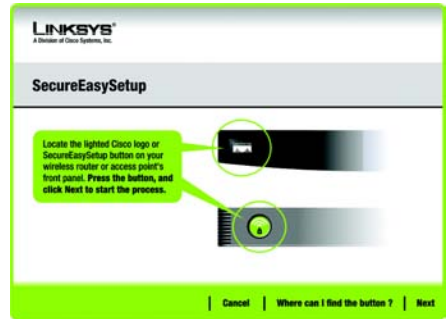 LINKSYS®
A Division of Cisco Systems, Inc.
SecureEasySetup
Locate the lighted Cisco logo or
SecureEasySetup button on your
wireless router or access point's
front panel. Press the button, and
click Next to start the process.
Cancel | Where can I find the button ? | Next